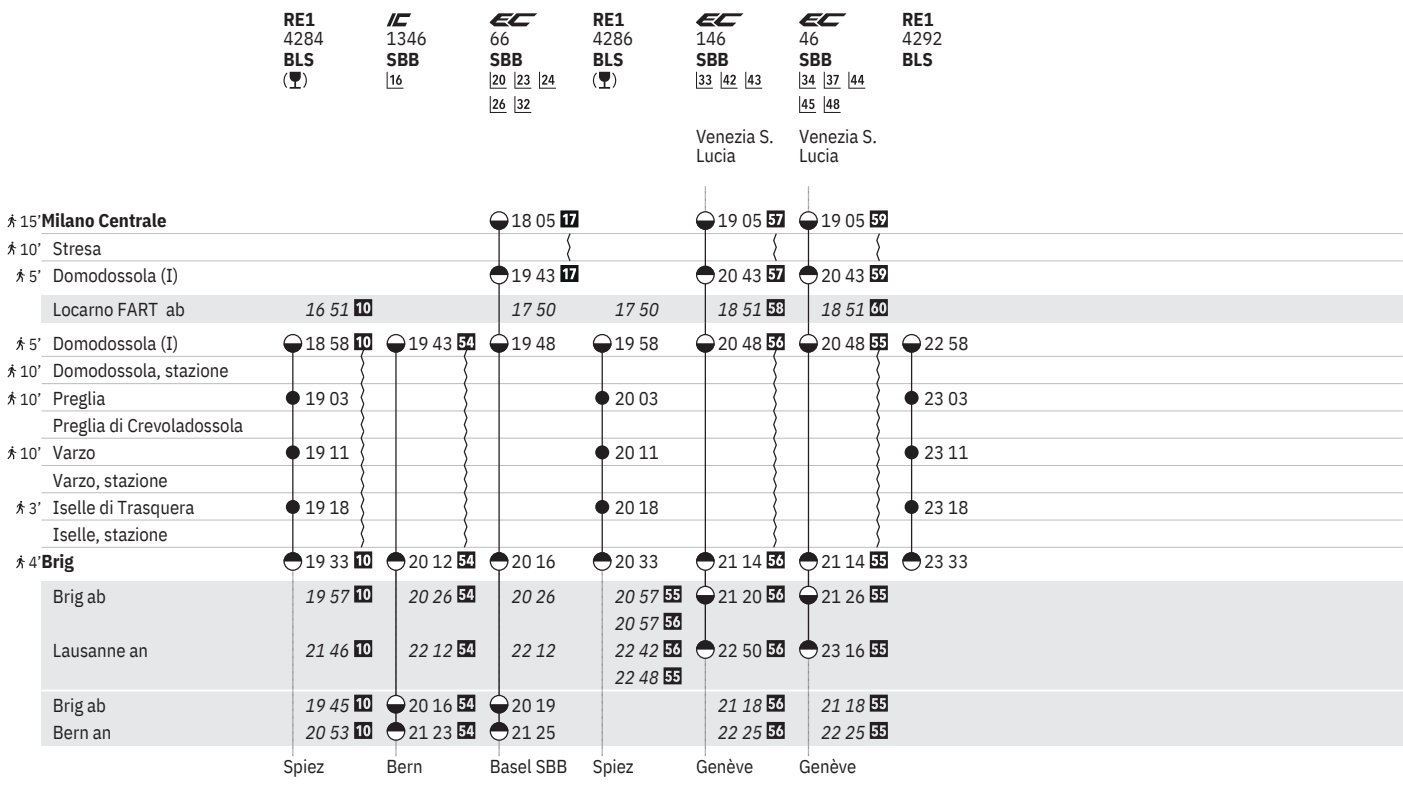 RE1 IC EC RE1 EC EC RE1
4284 1346 66 4286 146 46 4292
BLS SBB SBB BLS SBB SBB BLS
( ) 16 20 23 24 ( ) 33 42 43 34 37 44
26 32 45 48
Venezia S. Venezia S.
Lucia Lucia
15’ Milano Centrale 18 05 17 19 05 57 19 05 59
10’ Stresa
5’ Domodossola (I) 19 43 17 20 43 57 20 43 59
Locarno FART ab 16 51 10 17 50 17 50 18 51 58 18 51 60
5’ Domodossola (I) 18 58 10 19 43 54 19 48 19 58 20 48 56 20 48 55 22 58
10’ Domodossola, stazione
10’ Preglia 19 03 20 03 23 03
Preglia di Crevoladossola
10’ Varzo 19 11 20 11 23 11
Varzo, stazione
3’ Iselle di Trasquera 19 18 20 18 23 18
Iselle, stazione
4’ Brig 19 33 10 20 12 54 20 16 20 33 21 14 56 21 14 55 23 33
Brig ab 19 57 10 20 26 54 20 26 20 57 55 21 20 56 21 26 55
20 57 56
Lausanne an 21 46 10 22 12 54 22 12 22 42 56 22 50 56 23 16 55
22 48 55
Brig ab 19 45 10 20 16 54 20 19 21 18 56 21 18 55
Bern an 20 53 10 21 23 54 21 25 22 25 56 22 25 55
Spiez Bern Basel SBB Spiez Genève Genève